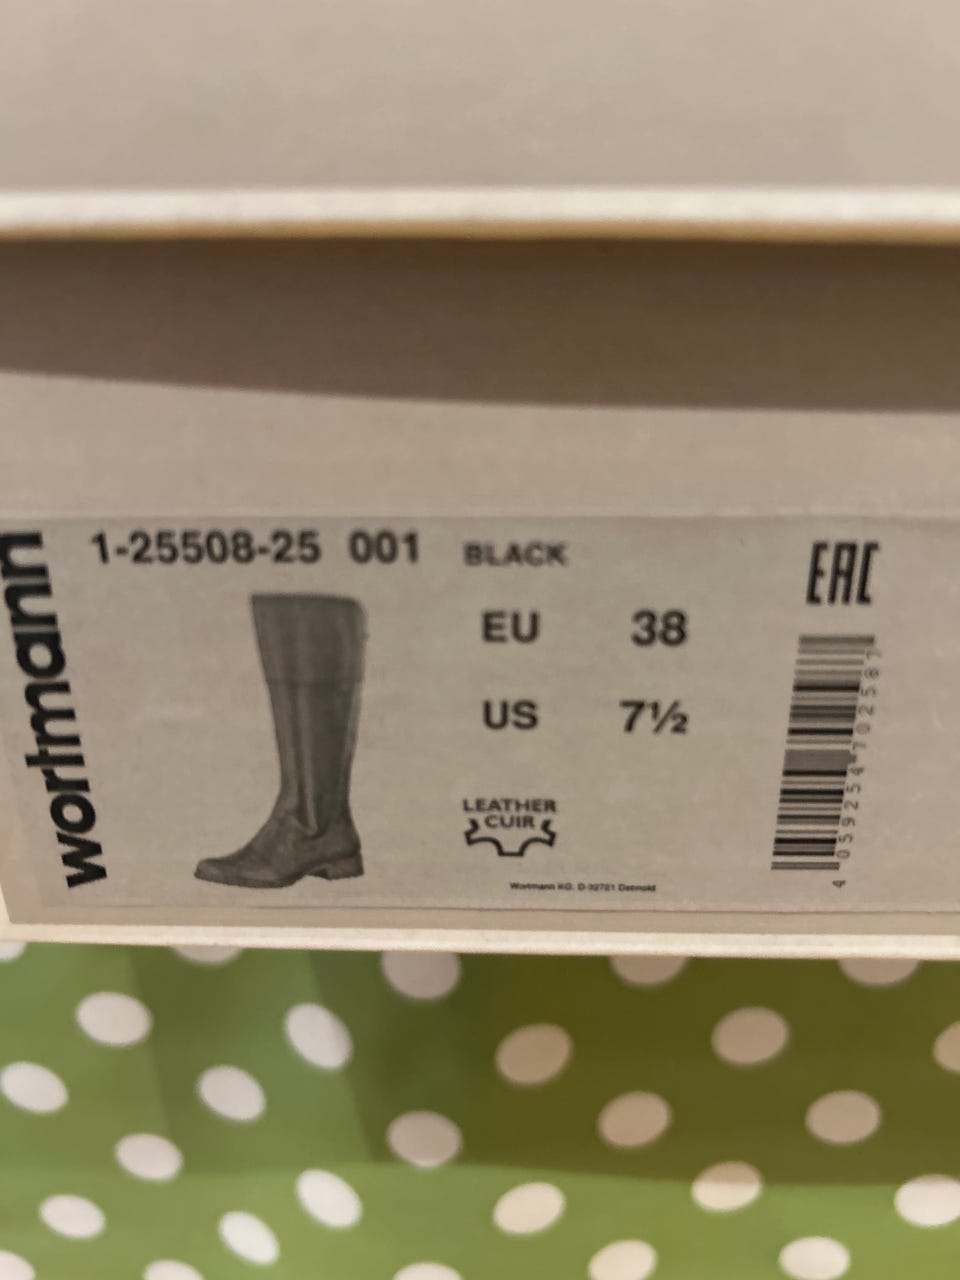 wortmann
1-25508-25 001 BLACK
EAC
EU 38
US 7½
LEATHER
CUIR
Wortmann KG. D-32721 Detmold
4 059254 702587